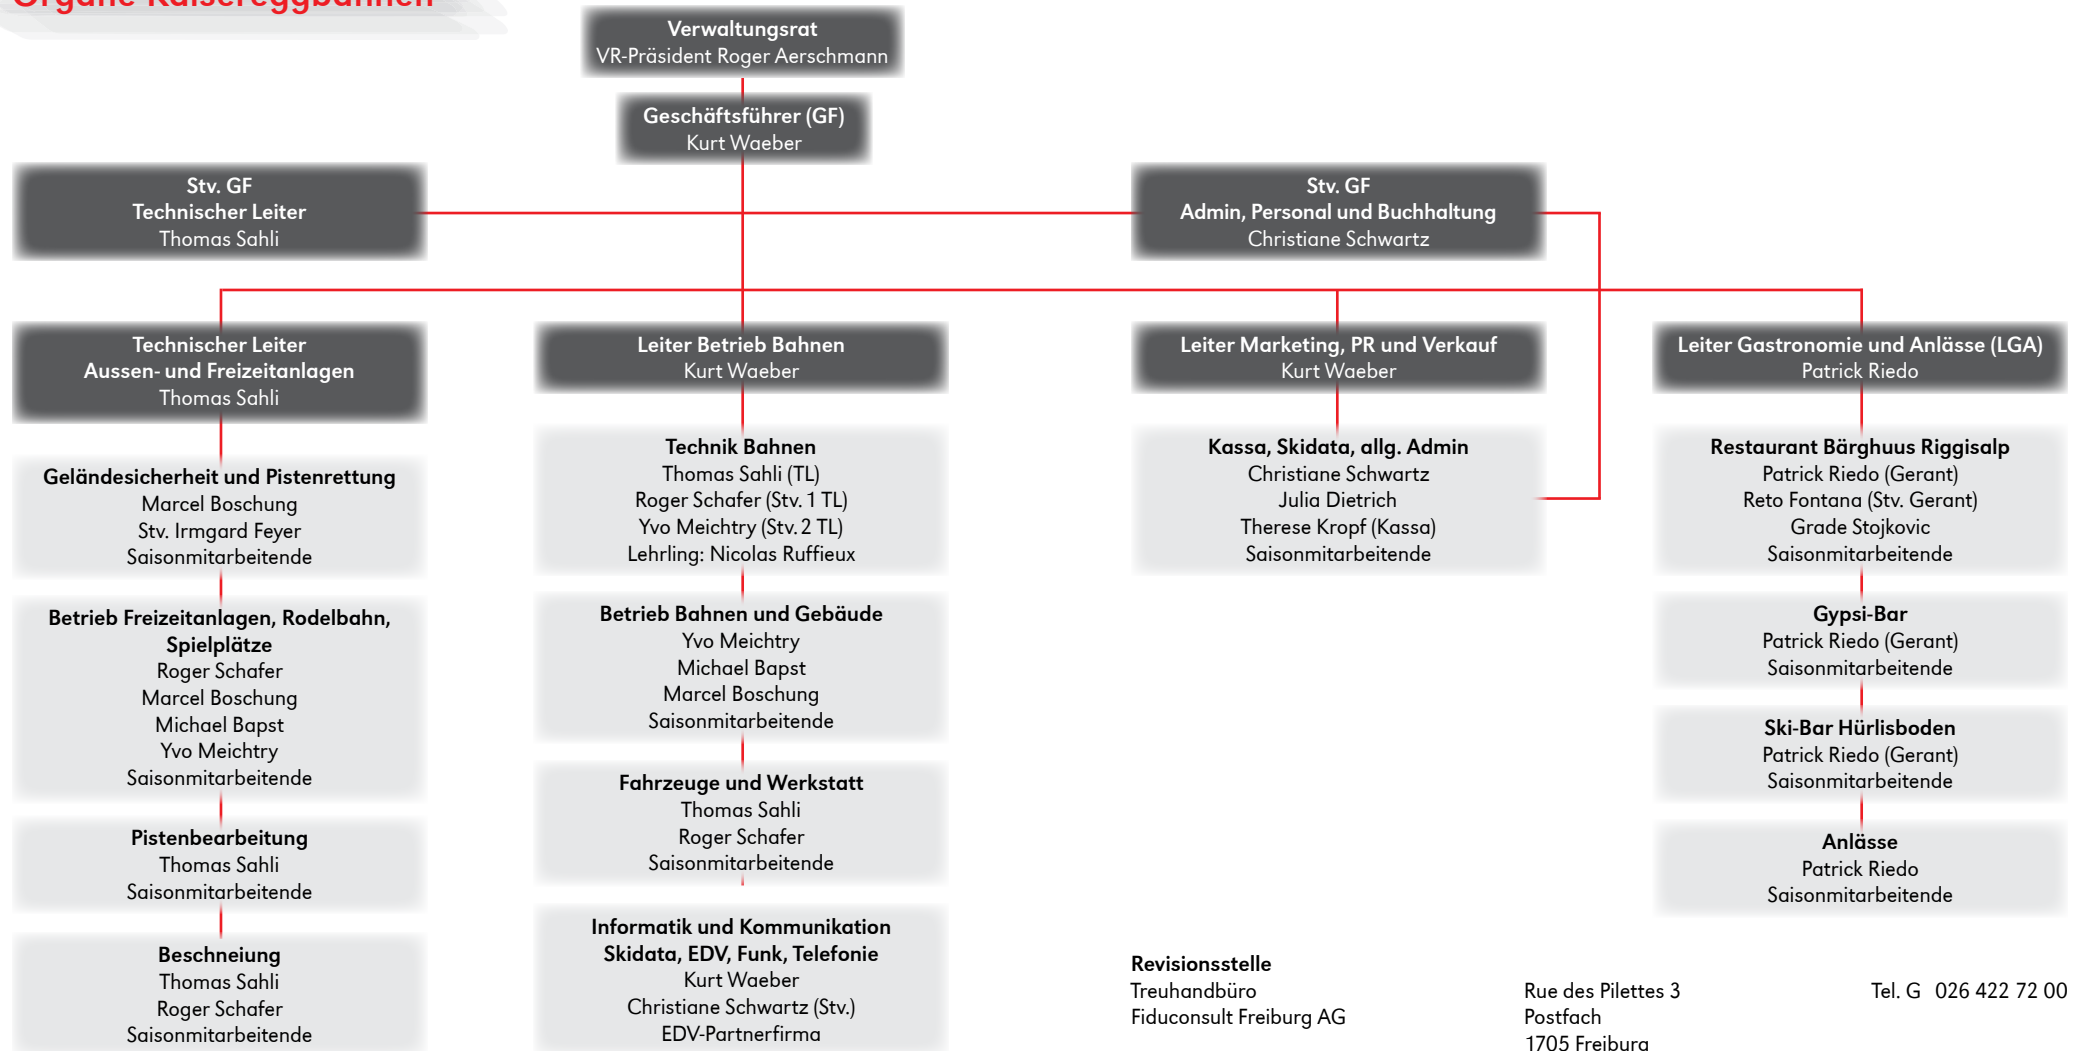 Organe Kaisereggbahnen
Verwaltungsrat
VR-Präsident Roger Aerschmann
Geschäftsführer (GF)
Kurt Waeber
Stv. GF
Technischer Leiter
Thomas Sahli
Stv. GF
Admin, Personal und Buchhaltung
Christiane Schwartz
Technischer Leiter
Aussen- und Freizeitanlagen
Thomas Sahli
Geländesicherheit und Pistenrettung
Marcel Boschung
Stv. Irmgard Feyer
Saisonmitarbeitende
Betrieb Freizeitanlagen, Rodelbahn,
Spielplätze
Roger Schafer
Marcel Boschung
Michael Bapst
Yvo Meichtry
Saisonmitarbeitende
Pistenbearbeitung
Thomas Sahli
Saisonmitarbeitende
Beschneiung
Thomas Sahli
Roger Schafer
Saisonmitarbeitende
Leiter Betrieb Bahnen
Kurt Waeber
Technik Bahnen
Thomas Sahli (TL)
Roger Schafer (Stv. 1 TL)
Yvo Meichtry (Stv. 2 TL)
Lehrling: Nicolas Ruffieux
Betrieb Bahnen und Gebäude
Yvo Meichtry
Michael Bapst
Marcel Boschung
Saisonmitarbeitende
Fahrzeuge und Werkstatt
Thomas Sahli
Roger Schafer
Saisonmitarbeitende
Informatik und Kommunikation
Skidata, EDV, Funk, Telefonie
Kurt Waeber
Christiane Schwartz (Stv.)
EDV-Partnerfirma
Leiter Marketing, PR und Verkauf
Kurt Waeber
Kassa, Skidata, allg. Admin
Christiane Schwartz
Julia Dietrich
Therese Kropf (Kassa)
Saisonmitarbeitende
Leiter Gastronomie und Anlässe (LGA)
Patrick Riedo
Restaurant Bärghuus Riggisalp
Patrick Riedo (Gerant)
Reto Fontana (Stv. Gerant)
Grade Stojkovic
Saisonmitarbeitende
Gypsi-Bar
Patrick Riedo (Gerant)
Saisonmitarbeitende
Ski-Bar Hürlisboden
Patrick Riedo (Gerant)
Saisonmitarbeitende
Anlässe
Patrick Riedo
Saisonmitarbeitende
Revisionsstelle
Treuhandbüro
Fiduconsult Freiburg AG
Rue des Pilettes 3
Postfach
1705 Freiburg
Tel. G 026 422 72 00